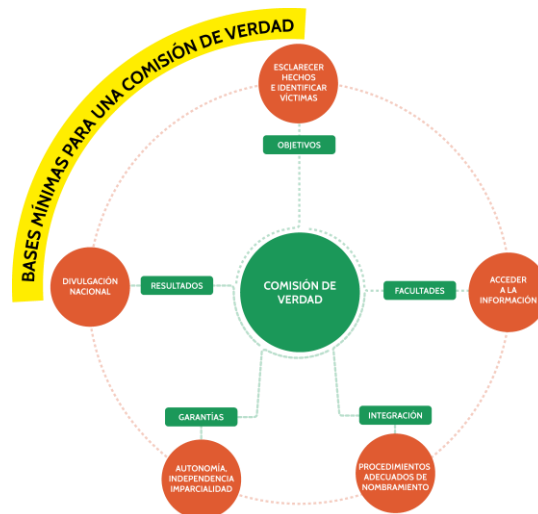 BASES MÍNIMAS PARA UNA COMISIÓN DE VERDAD
ESCLARECER
HECHOS
E IDENTIFICAR
VÍCTIMAS
OBJETIVOS
DIVULGACIÓN
NACIONAL
RESULTADOS
COMISIÓN DE
VERDAD
FACULTADES
ACCEDER
A LA
INFORMACIÓN
GARANTÍAS
INTEGRACIÓN
AUTONOMÍA,
INDEPENDENCIA
IMPARCIALIDAD
PROCEDIMIENTOS
ADECUADOS DE
NOMBRAMIENTO